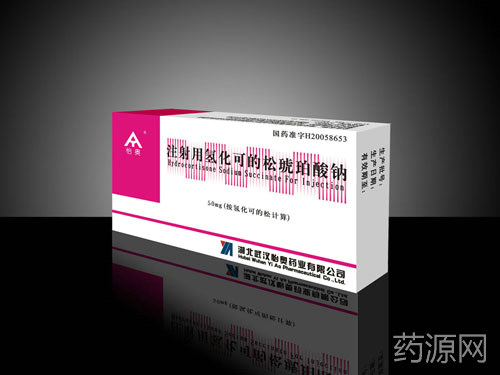 国药准字H20058653
怡奥
®
注射用氢化可的松琥珀酸钠
Hydrocortisone Sodium Succinate For Injection
50mg(按氢化可的松计算)
湖北武汉怡奥药业有限公司
Hubei Wuhan Yi Ao Pharmaceutical Co., Ltd.
生产批号:
生产日期:
有效期至:
药源网